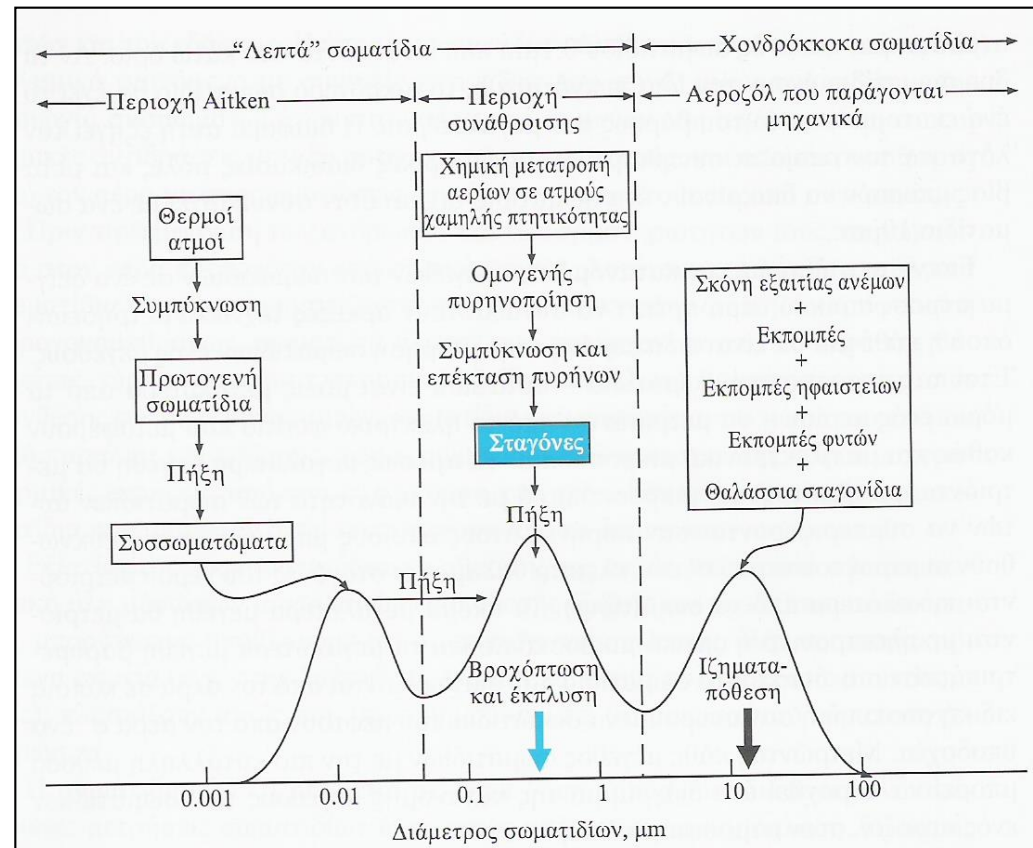 “Λεπτά” σωματίδια
Χονδρόκκοκα σωματίδια
Περιοχή Aitken
Περιοχή
συνάθροισης
Αεροζόλ που παράγονται
μηχανικά
Χημική μετατροπή
αερίων σε ατμούς
χαμηλής πτητικότητας
Θερμοί
ατμοί
Ομογενής
πυρηνοποίηση
Σκόνη εξαιτίας ανέμων
+
Εκπομπές
+
Εκπομπές ηφαιστείων
+
Εκπομπές φυτών
+
Θαλάσσια σταγονίδια
Συμπύκνωση
Συμπύκνωση και
επέκταση πυρήνων
Πρωτογενή
σωματίδια
Σταγόνες
Πήξη
Πήξη
Συσσωματώματα
Πήξη
Βροχόπτωση
και έκπλυση
Ιζηματα-
πόθεση
0.001 0.01 0.1 1 10 100
Διάμετρος σωματιδίων, μm